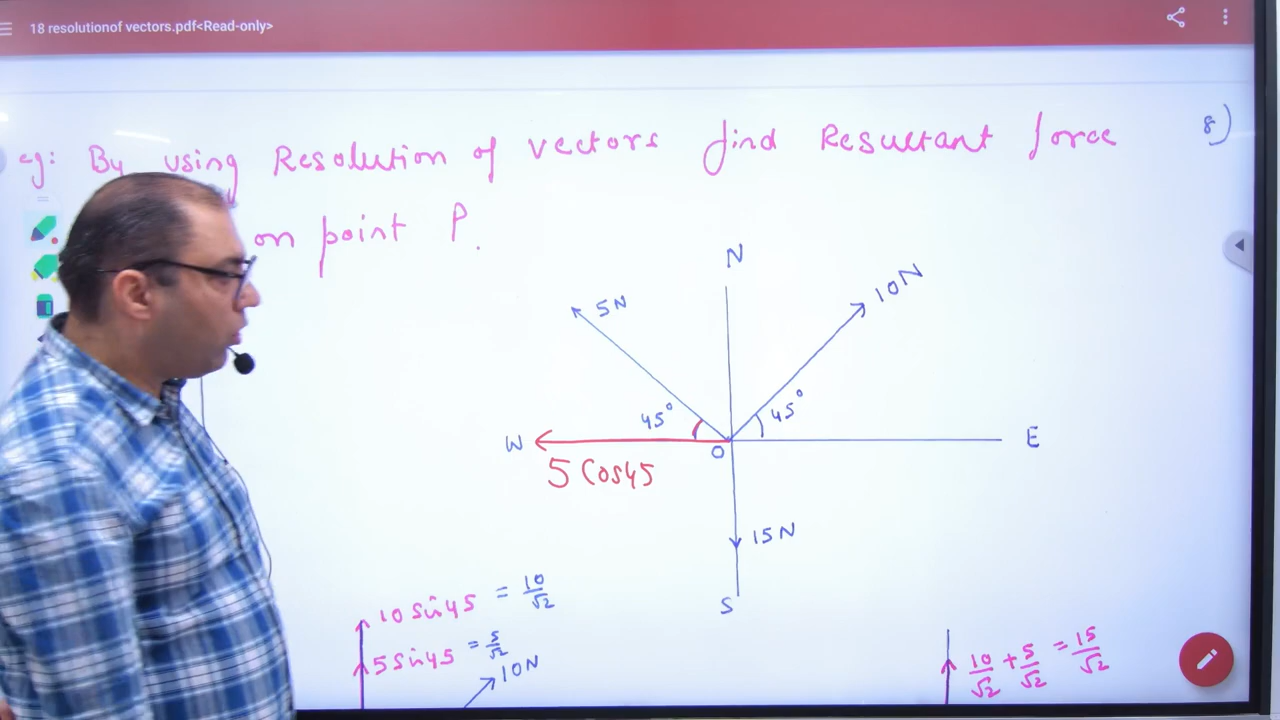 18 resolutionof vectors.pdf<Read-only>
eg: By using Resolution of vectors find Resultant force
8)
on point P.
N
5N
10N
45°
45°
W
O
E
5 Cos45
15N
S
10 sin45 = 10/√2
5 sin45 = 5/√2
10N
10/√2 + 5/√2 = 15/√2